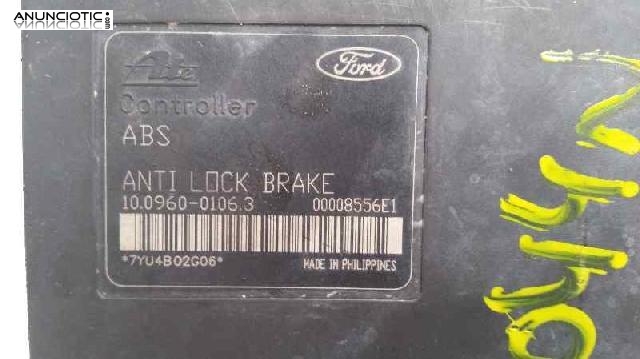 ANUNCIOTIC.com
Ate
Ford
Controller
ABS
ANTI LOCK BRAKE
10.0960-0106.3 00008556E1
*7YU4B02G06* MADE IN PHILIPPINES